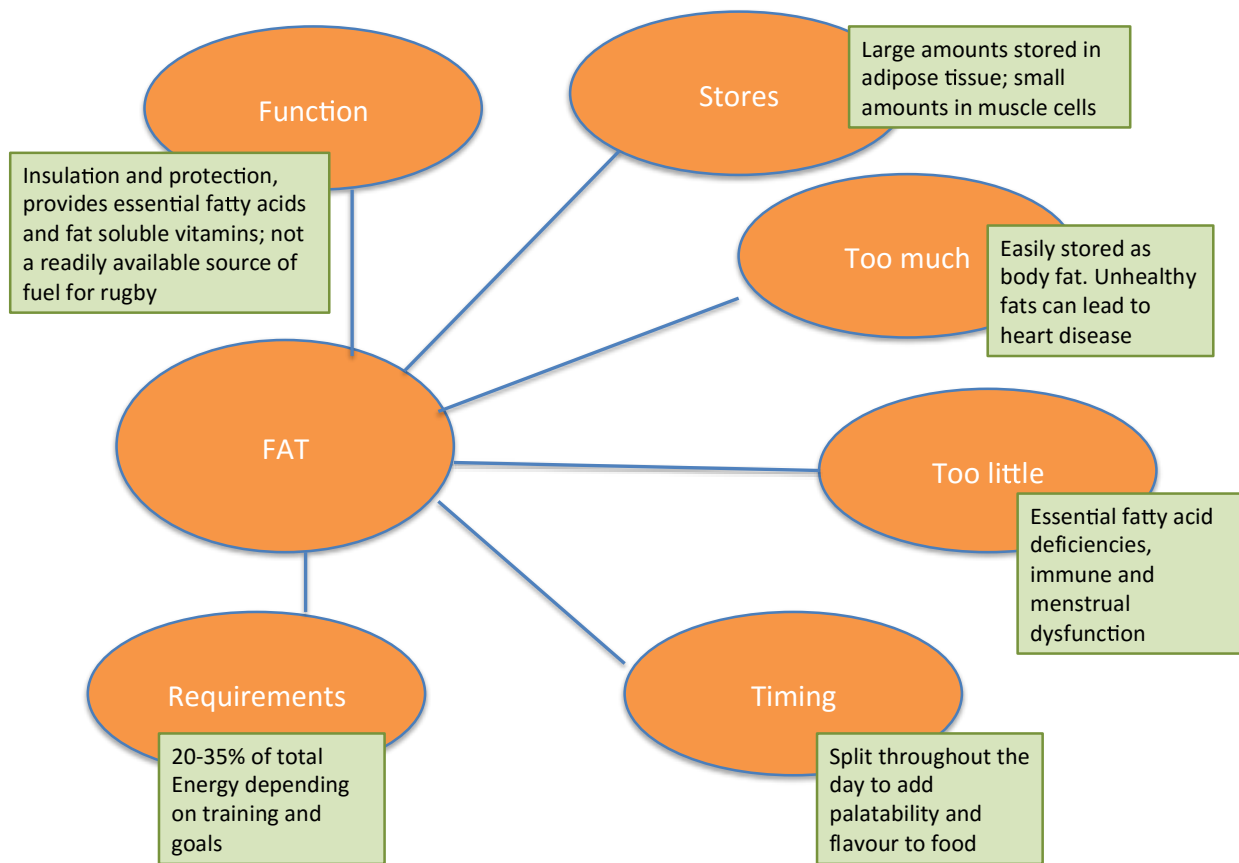 Function
Insulation and protection,
provides essential fatty acids
and fat soluble vitamins; not
a readily available source of
fuel for rugby
Stores
Large amounts stored in
adipose tissue; small
amounts in muscle cells
Too much
Easily stored as
body fat. Unhealthy
fats can lead to
heart disease
FAT
Too little
Essential fatty acid
deficiencies,
immune and
menstrual
dysfunction
Requirements
20-35% of total
Energy depending
on training and
goals
Timing
Split throughout the
day to add
palatability and
flavour to food